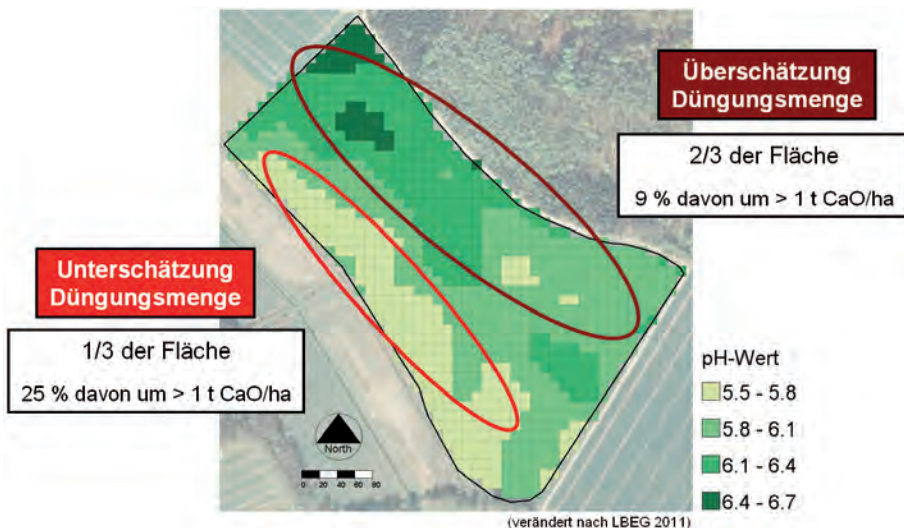 Überschätzung
Düngungsmenge
2/3 der Fläche
9 % davon um > 1 t CaO/ha
Unterschätzung
Düngungsmenge
1/3 der Fläche
25 % davon um > 1 t CaO/ha
pH-Wert
5.5 - 5.8
5.8 - 6.1
6.1 - 6.4
6.4 - 6.7
North
0 20 40 60 80
(verändert nach LBEG 2011)